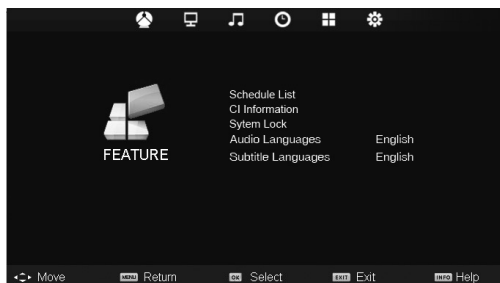 Schedule List
CI Information
Sytem Lock
Audio Languages English
FEATURE
Subtitle Languages English
Move MENU Return OK Select EXIT Exit INFO Help